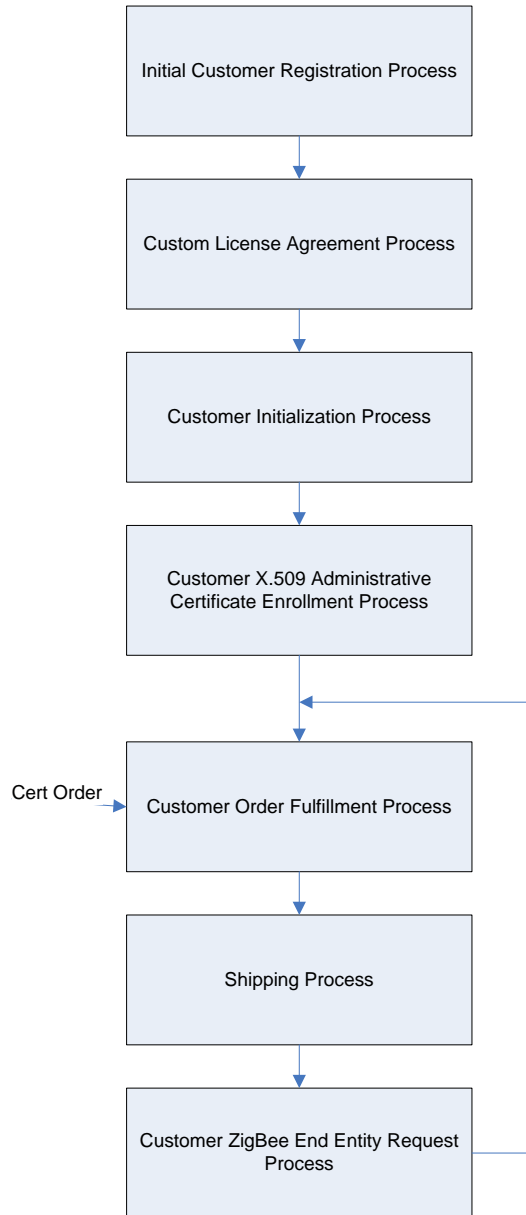 Initial Customer Registration Process
Custom License Agreement Process
Customer Initialization Process
Customer X.509 Administrative
Certificate Enrollment Process
Cert Order
Customer Order Fulfillment Process
Shipping Process
Customer ZigBee End Entity Request
Process